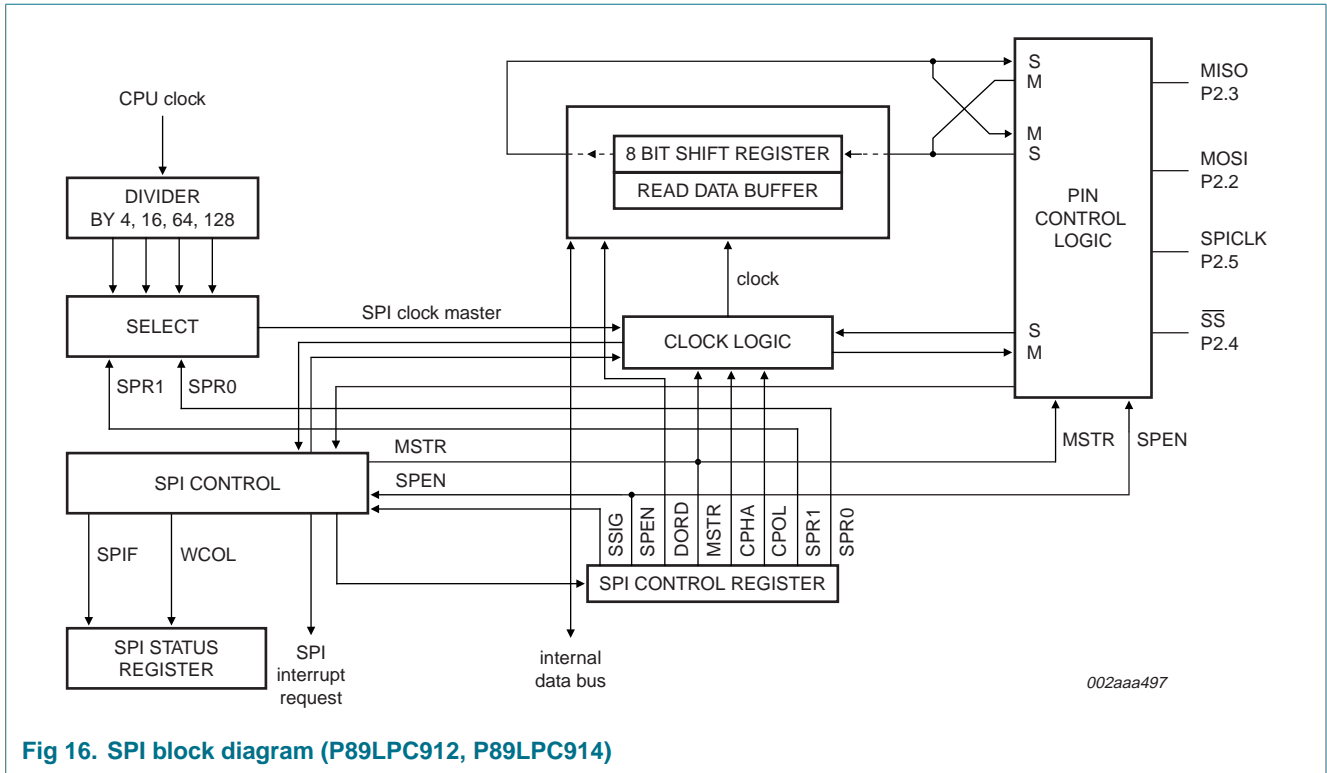 CPU clock
DIVIDER
BY 4, 16, 64, 128
SELECT
SPR1
SPR0
SPI clock master
8 BIT SHIFT REGISTER
READ DATA BUFFER
clock
CLOCK LOGIC
S
M
M
S
PIN
CONTROL
LOGIC
S
M
MISO
P2.3
MOSI
P2.2
SPICLK
P2.5
SS
P2.4
MSTR
SPEN
MSTR
SPEN
SPI CONTROL
SSIG
SPEN
DORD
MSTR
CPHA
CPOL
SPR1
SPR0
SPI CONTROL REGISTER
SPIF
WCOL
SPI STATUS
REGISTER
SPI
interrupt
request
internal
data bus
002aaa497
Fig 16. SPI block diagram (P89LPC912, P89LPC914)